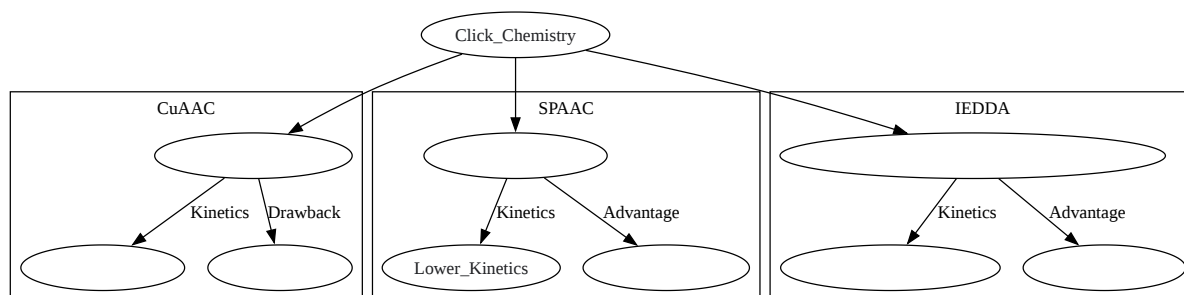 Click_Chemistry
CuAAC
SPAAC
IEDDA
Kinetics
Drawback
Kinetics
Advantage
Kinetics
Advantage
Lower_Kinetics